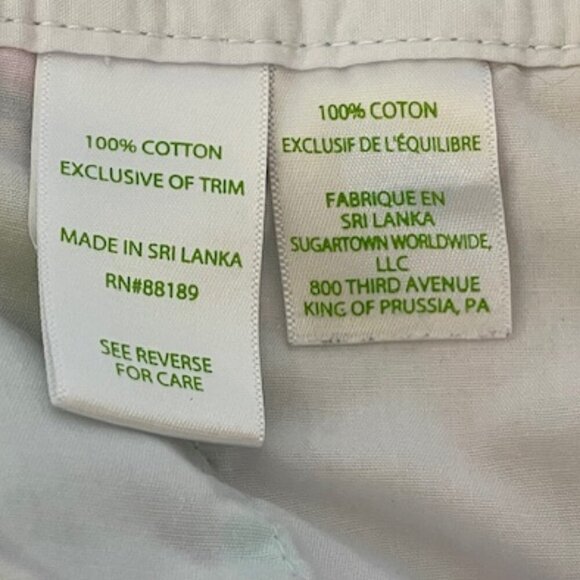 100% COTTON
EXCLUSIVE OF TRIM
MADE IN SRI LANKA
RN#88189
SEE REVERSE
FOR CARE
100% COTON
EXCLUSIF DE L'ÉQUILIBRE
FABRIQUE EN
SRI LANKA
SUGARTOWN WORLDWIDE,
LLC
800 THIRD AVENUE
KING OF PRUSSIA, PA